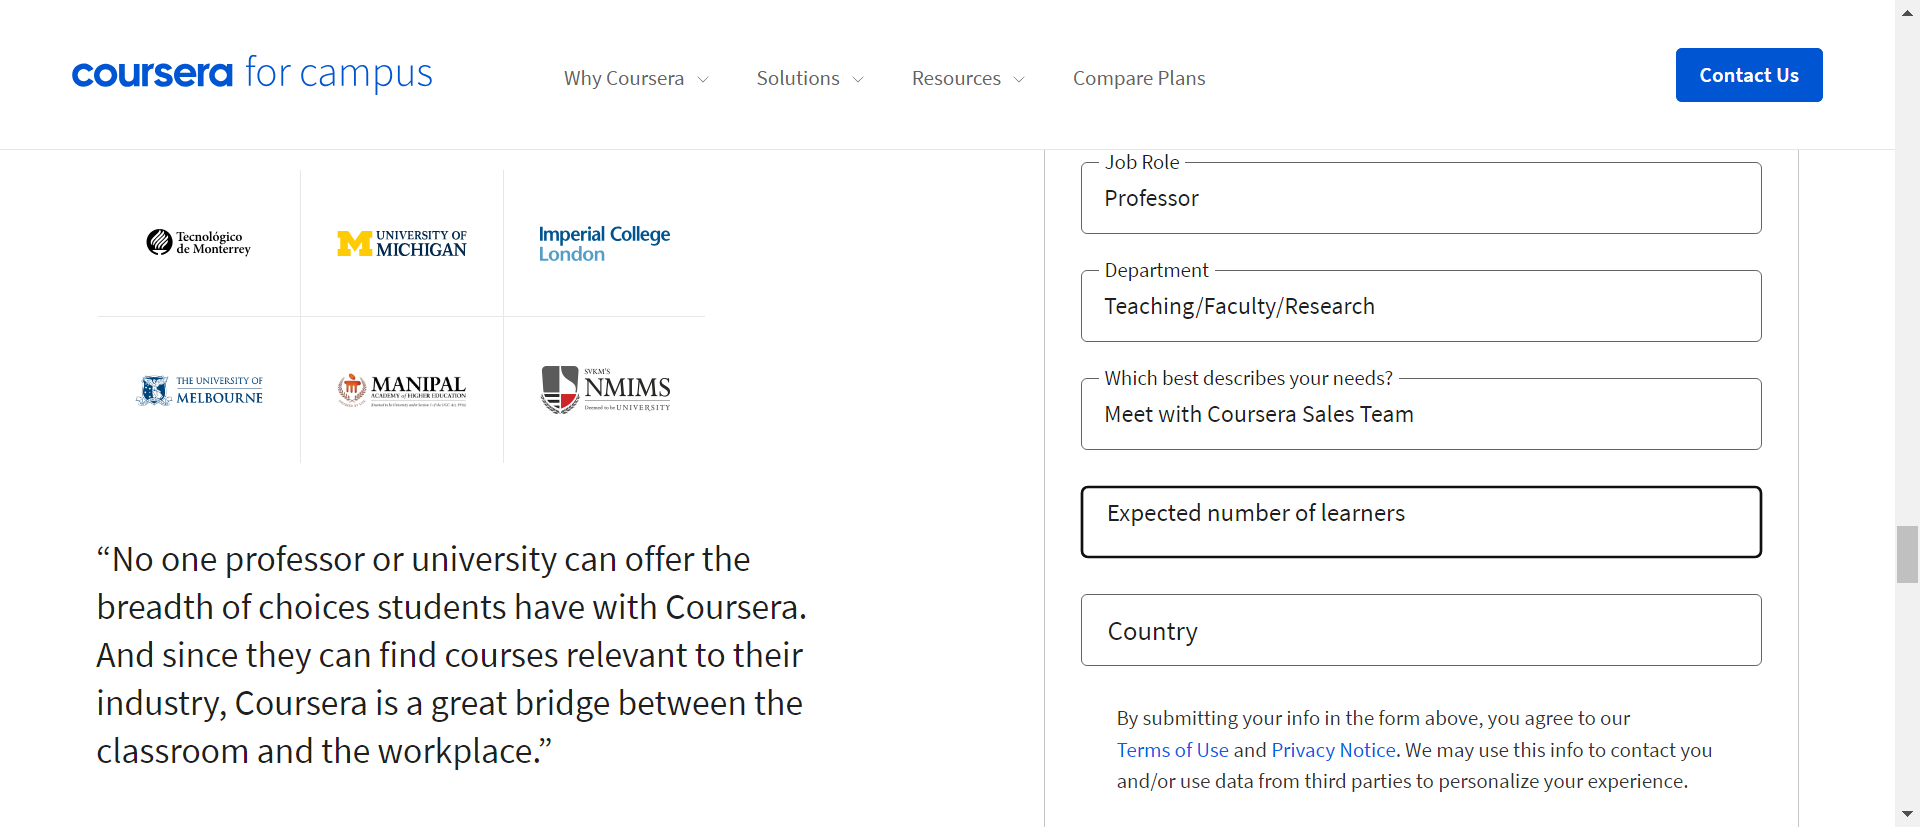 coursera for campus
Why Coursera
Solutions
Resources
Compare Plans
Contact Us
Tecnológico
de Monterrey
UNIVERSITY OF
MICHIGAN
Imperial College
London
THE UNIVERSITY OF
MELBOURNE
MANIPAL
ACADEMY of HIGHER EDUCATION
SVKM'S
NMIMS
Deemed to be UNIVERSITY
“No one professor or university can offer the
breadth of choices students have with Coursera.
And since they can find courses relevant to their
industry, Coursera is a great bridge between the
classroom and the workplace.”
Job Role
Professor
Department
Teaching/Faculty/Research
Which best describes your needs?
Meet with Coursera Sales Team
Expected number of learners
Country
By submitting your info in the form above, you agree to our
Terms of Use and Privacy Notice. We may use this info to contact you
and/or use data from third parties to personalize your experience.